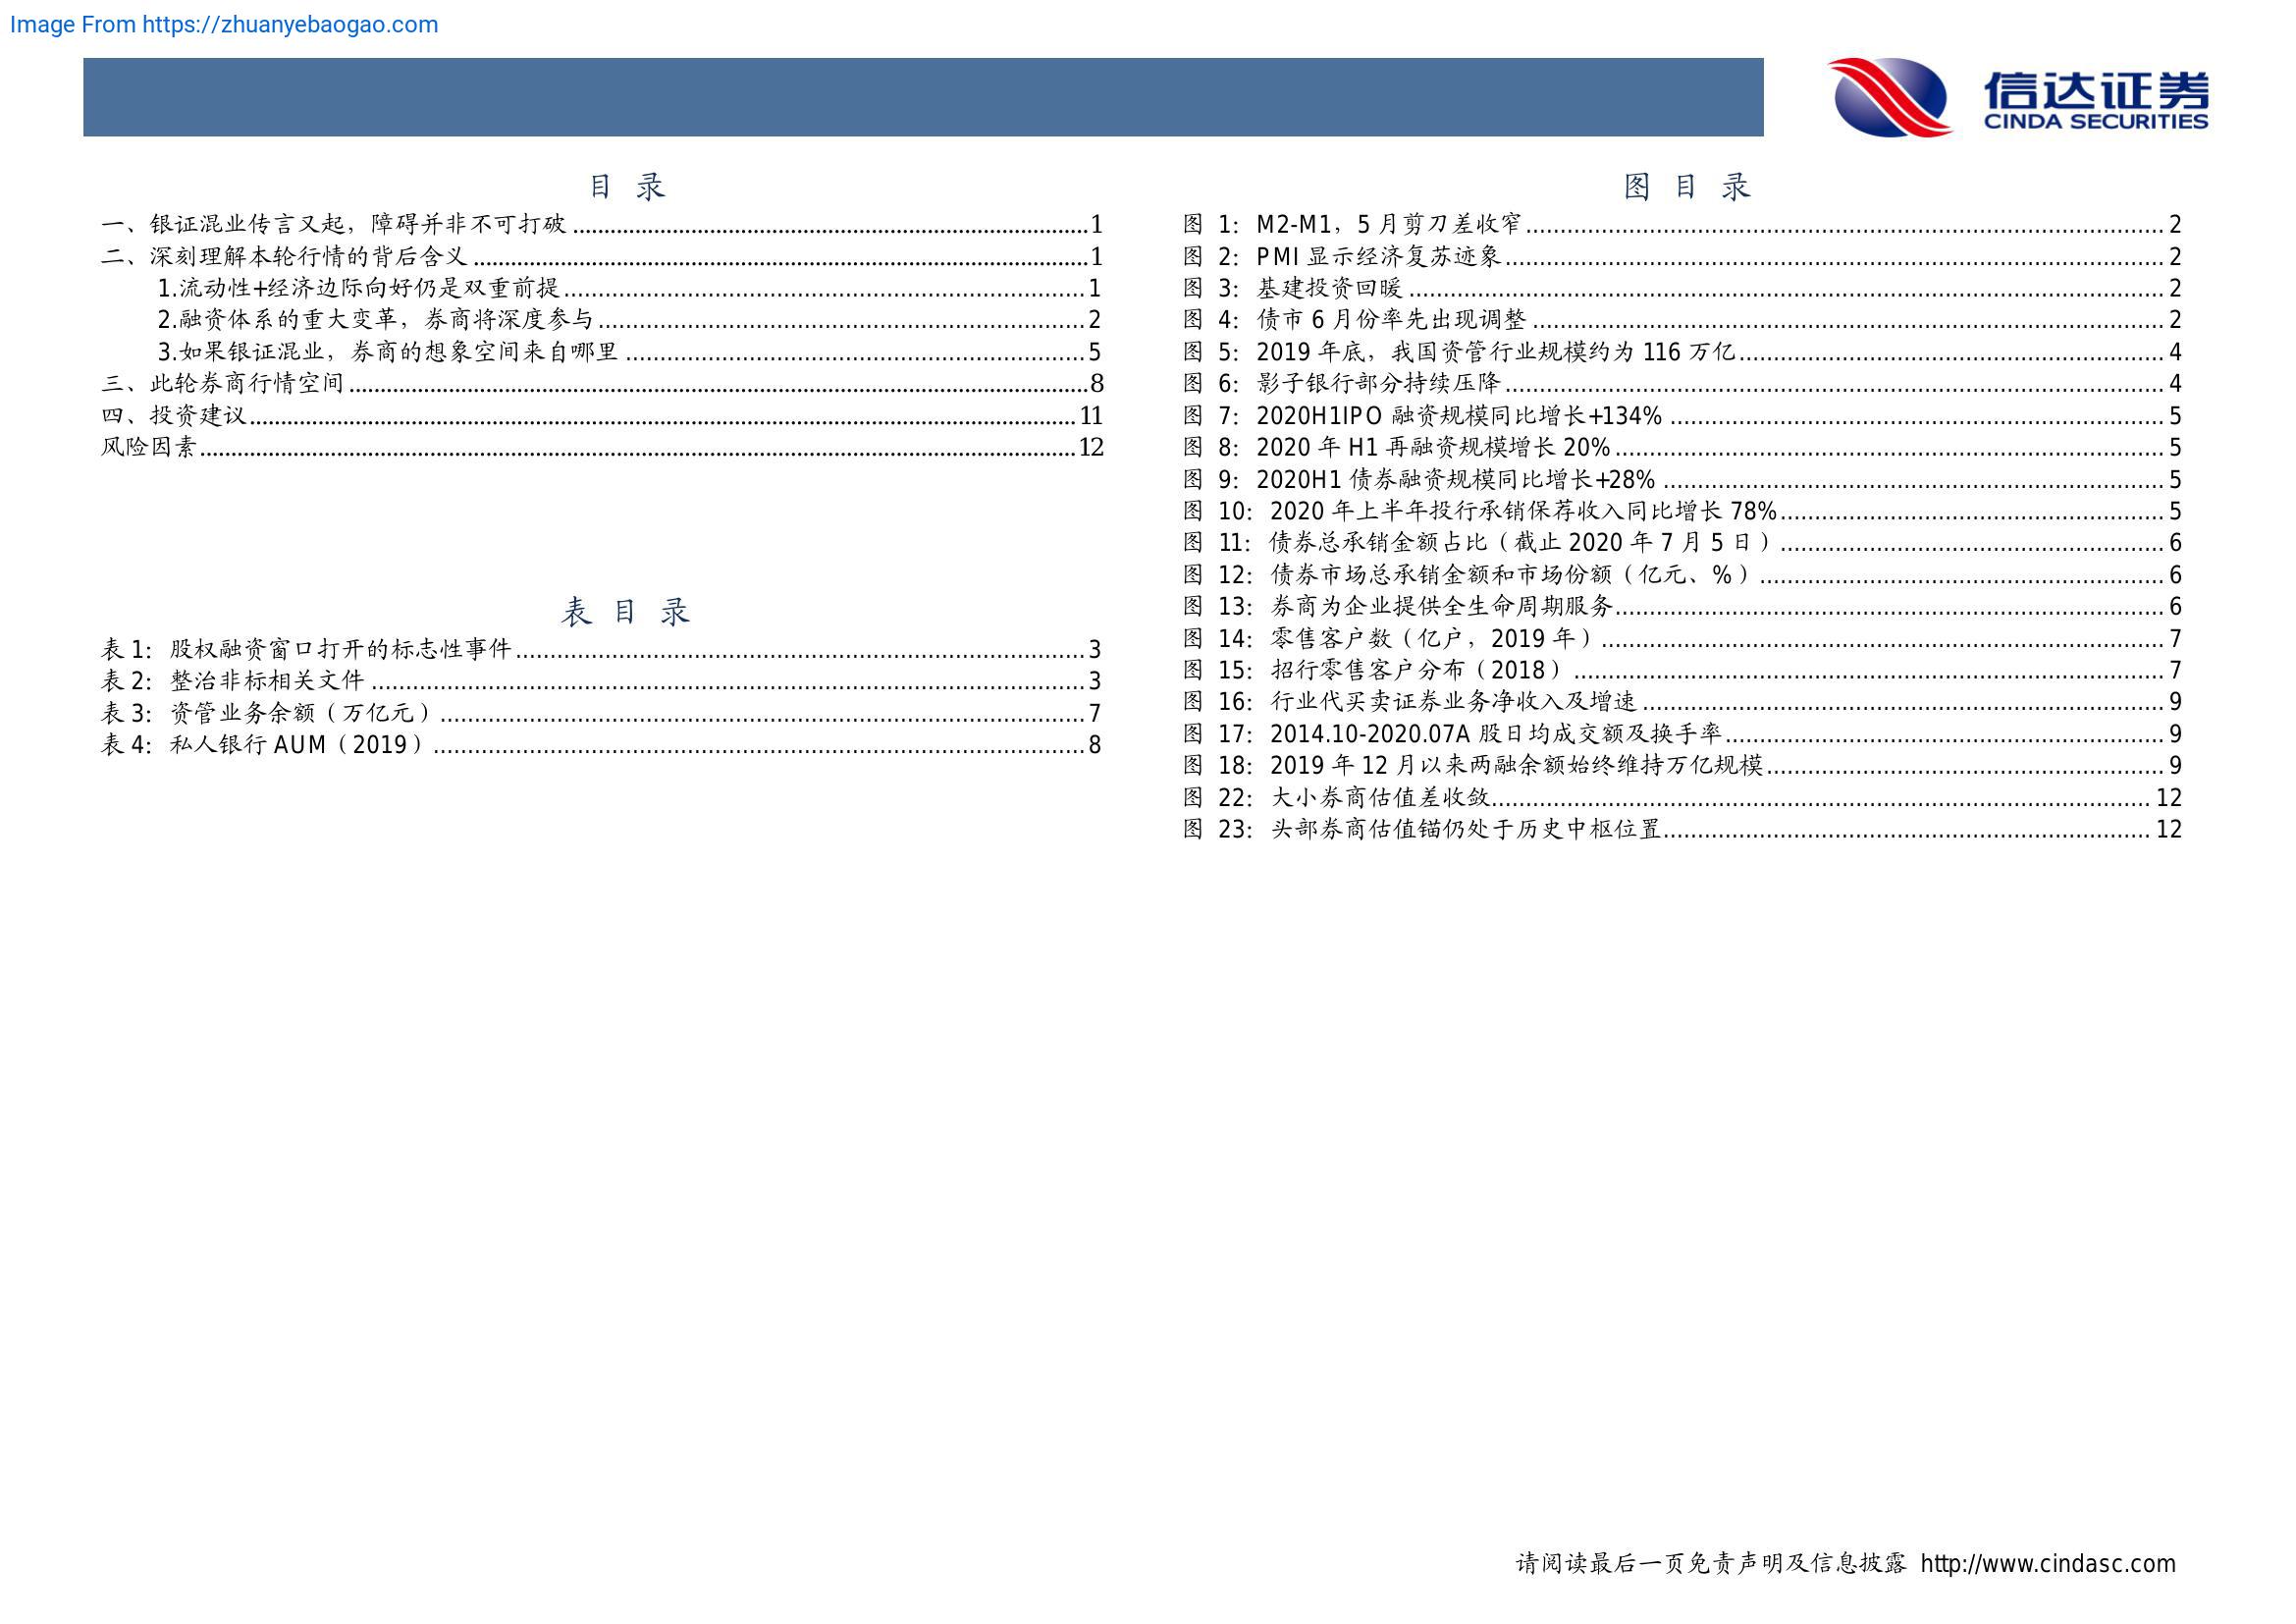 Image From https://zhuanyebaogao.com
信达证券
CINDA SECURITIES
目 录
一、银证混业传言又起，障碍并非不可打破........1
二、深刻理解本轮行情的背后含义........1
1.流动性+经济边际向好仍是双重前提........1
2.融资体系的重大变革，券商将深度参与........2
3.如果银证混业，券商的想象空间来自哪里........5
三、此轮券商行情空间........8
四、投资建议........11
风险因素........12
表 目 录
表 1：股权融资窗口打开的标志性事件........3
表 2：整治非标相关文件........3
表 3：资管业务余额（万亿元）........7
表 4：私人银行 AUM（2019）........8
图 目 录
图 1：M2-M1，5 月剪刀差收窄........2
图 2：PMI 显示经济复苏迹象........2
图 3：基建投资回暖........2
图 4：债市 6 月份率先出现调整........2
图 5：2019 年底，我国资管行业规模约为 116 万亿........4
图 6：影子银行部分持续压降........4
图 7：2020H1IPO 融资规模同比增长+134%........5
图 8：2020 年 H1 再融资规模增长 20%........5
图 9：2020H1 债券融资规模同比增长+28%........5
图 10：2020 年上半年投行承销保荐收入同比增长 78%........5
图 11：债券总承销金额占比（截止 2020 年 7 月 5 日）........6
图 12：债券市场总承销金额和市场份额（亿元、%）........6
图 13：券商为企业提供全生命周期服务........6
图 14：零售客户数（亿户，2019 年）........7
图 15：招行零售客户分布（2018）........7
图 16：行业代买卖证券业务净收入及增速........9
图 17：2014.10-2020.07A 股日均成交额及换手率........9
图 18：2019 年 12 月以来两融余额始终维持万亿规模........9
图 22：大小券商估值差收敛........12
图 23：头部券商估值锚仍处于历史中枢位置........12
请阅读最后一页免责声明及信息披露 http://www.cindasc.com